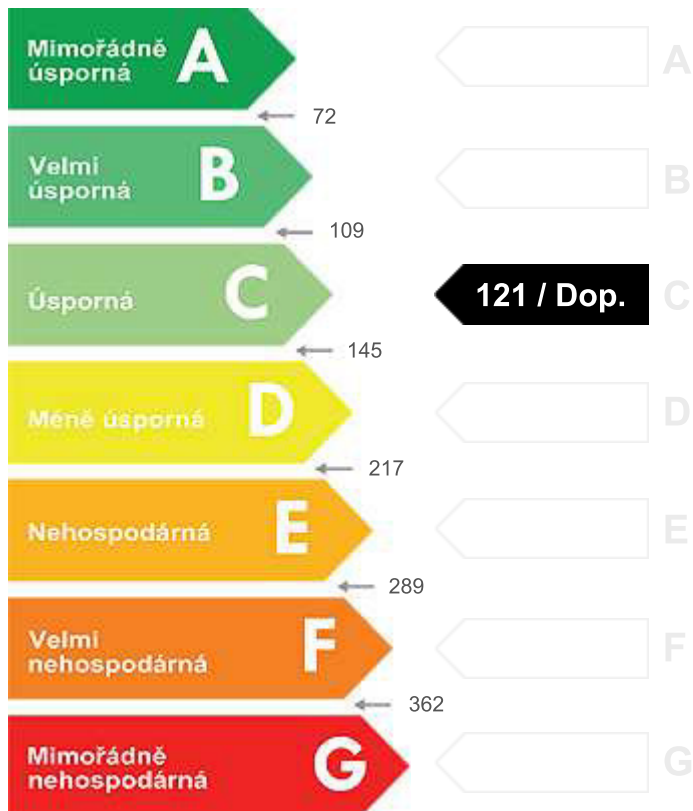 Mimořádně
úsporná
A
A
72
Velmi
úsporná
B
B
109
Úsporná
C
121 / Dop.
C
145
Méně úsporná
D
D
217
Nehospodárná
E
E
289
Velmi
nehospodárná
F
F
362
Mimořádně
nehospodárná
G
G